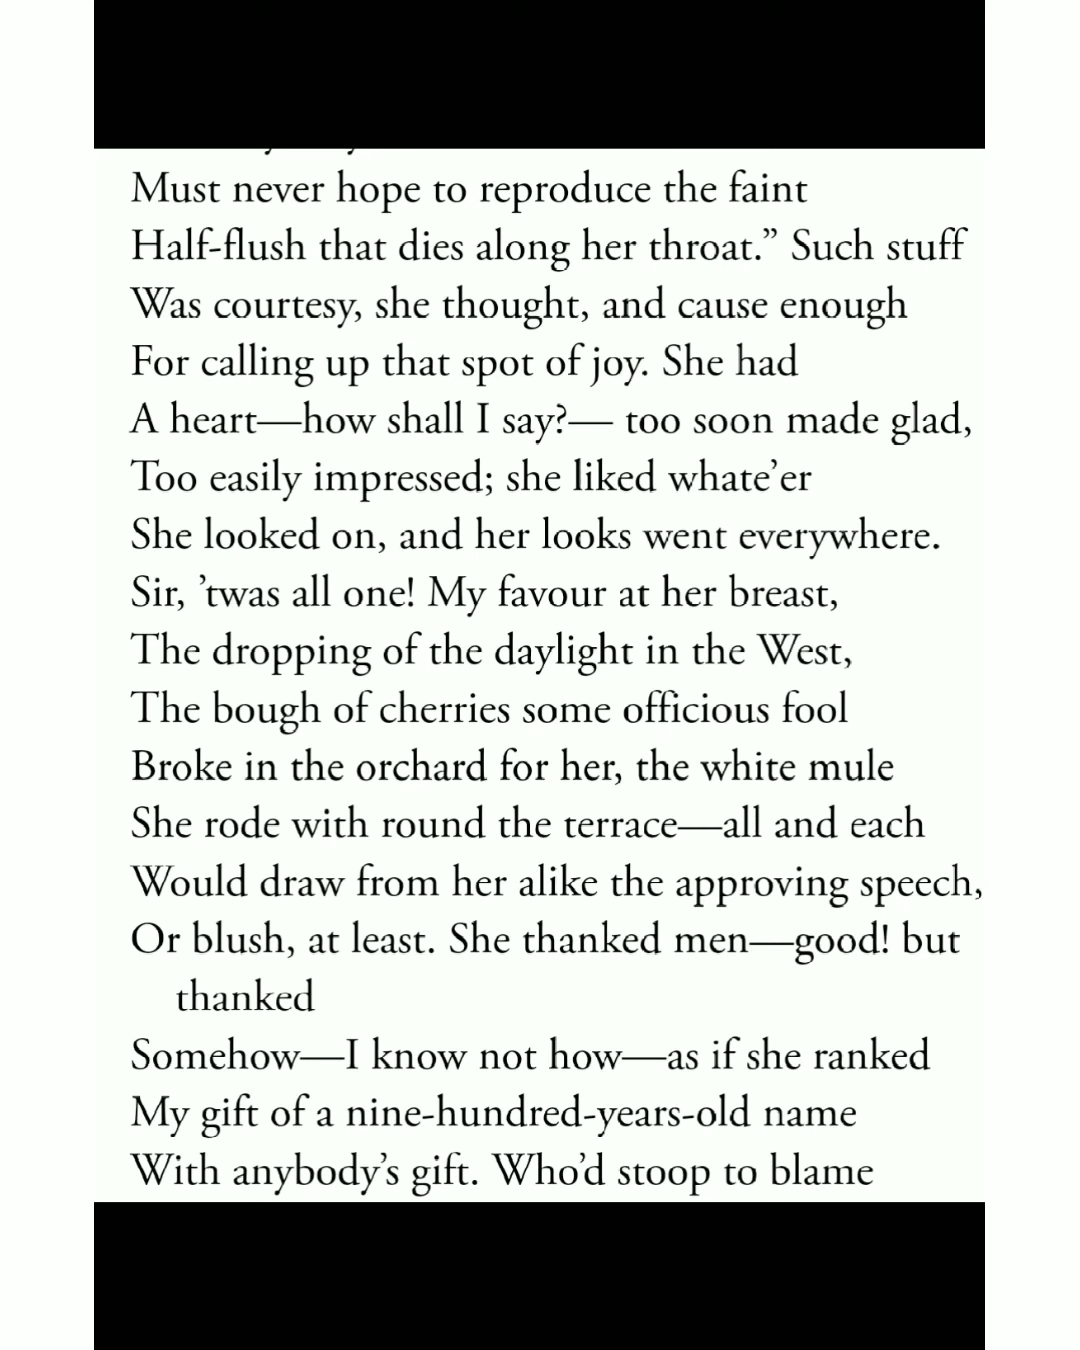 Must never hope to reproduce the faint
Half-flush that dies along her throat.” Such stuff
Was courtesy, she thought, and cause enough
For calling up that spot of joy. She had
A heart—how shall I say?— too soon made glad,
Too easily impressed; she liked whate’er
She looked on, and her looks went everywhere.
Sir, ’twas all one! My favour at her breast,
The dropping of the daylight in the West,
The bough of cherries some officious fool
Broke in the orchard for her, the white mule
She rode with round the terrace—all and each
Would draw from her alike the approving speech,
Or blush, at least. She thanked men—good! but
thanked
Somehow—I know not how—as if she ranked
My gift of a nine-hundred-years-old name
With anybody’s gift. Who’d stoop to blame